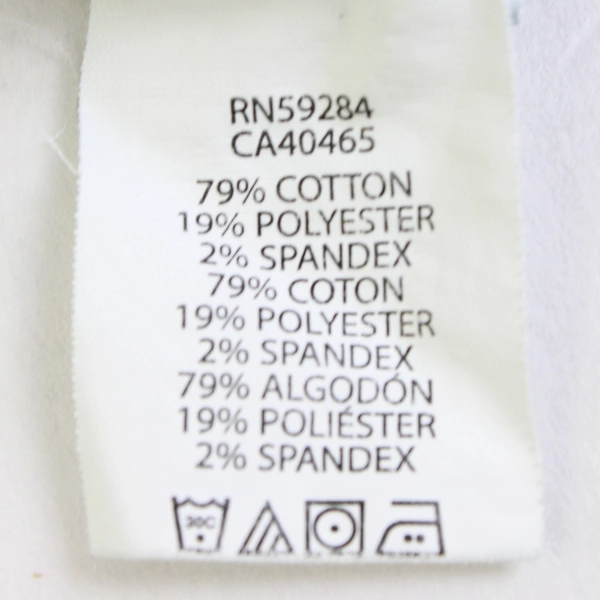 RN59284
CA40465
79% COTTON
19% POLYESTER
2% SPANDEX
79% COTON
19% POLYESTER
2% SPANDEX
79% ALGODÓN
19% POLIÉSTER
2% SPANDEX
30C